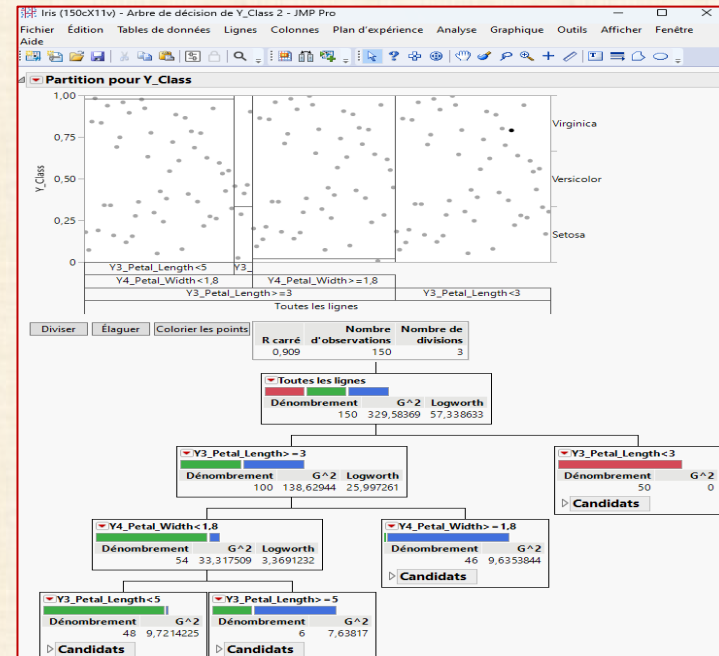 Iris (150cX11v) - Arbre de décision de Y_Class 2 - JMP Pro
Fichier Édition Tables de données Lignes Colonnes Plan d'expérience Analyse Graphique Outils Afficher Fenêtre
Aide
Partition pour Y_Class
1,00
0,75
0,50
0,25
0
Y_Class
Virginica
Versicolor
Setosa
Y3_Petal_Length<5 Y3_
Y4_Petal_Width<1,8 Y4_Petal_Width>=1,8
Y3_Petal_Length>=3 Y3_Petal_Length<3
Toutes les lignes
Diviser Élaguer Colorier les points
Nombre Nombre de
R carré d'observations divisions
0,909 150 3
Toutes les lignes
Dénombrement G^2 Logworth
150 329,58369 57,338633
Y3_Petal_Length>=3
Dénombrement G^2 Logworth
100 138,62944 25,997261
Y3_Petal_Length<3
Dénombrement G^2
50 0
Candidats
Y4_Petal_Width<1,8
Dénombrement G^2 Logworth
54 33,317509 3,3691232
Y4_Petal_Width>=1,8
Dénombrement G^2
46 9,6353844
Candidats
Y3_Petal_Length<5
Dénombrement G^2
48 9,7214225
Candidats
Y3_Petal_Length>=5
Dénombrement G^2
6 7,63817
Candidats